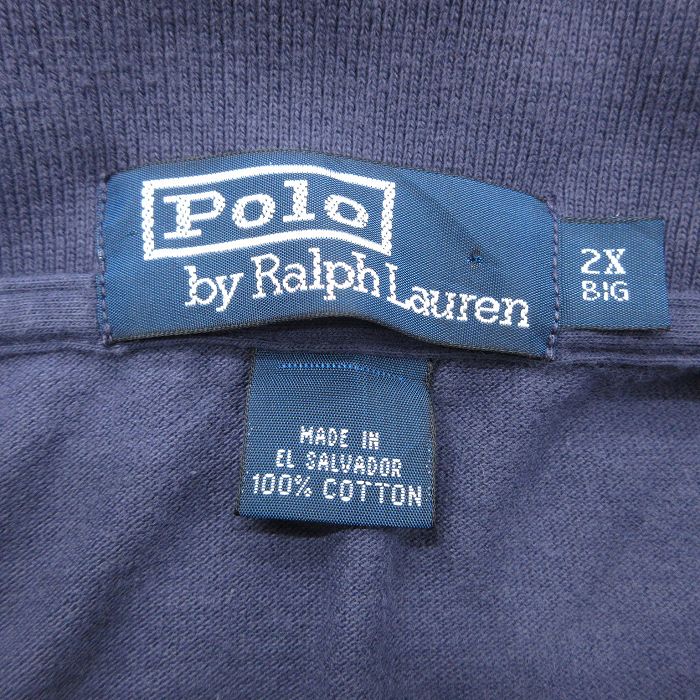 Polo
by Ralph Lauren
2X
BIG
MADE IN
EL SALVADOR
100% COTTON